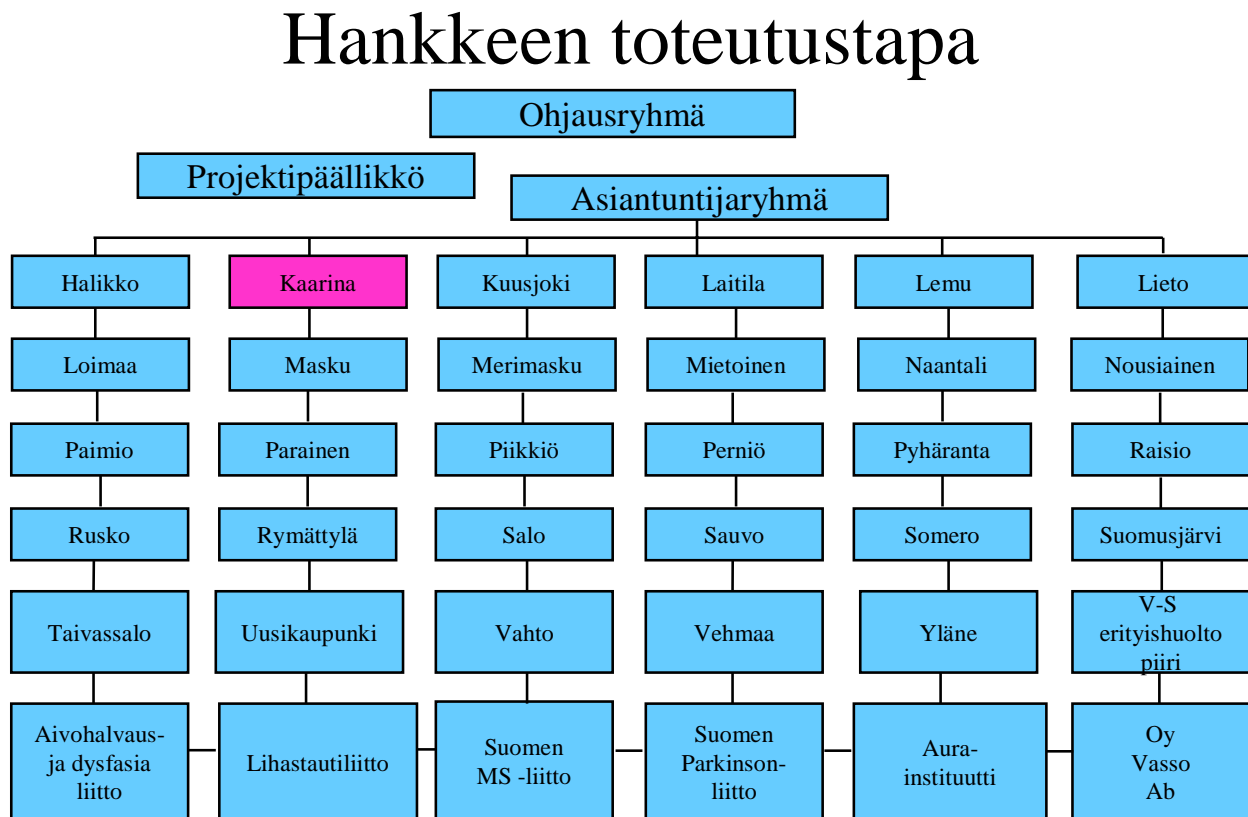 Hankkeen toteutustapa
Ohjausryhmä
Projektipäällikkö
Asiantuntijaryhmä
Halikko
Kaarina
Kuusjoki
Laitila
Lemu
Lieto
Loimaa
Masku
Merimasku
Mietoinen
Naantali
Nousiainen
Paimio
Parainen
Piikkiö
Perniö
Pyhäranta
Raisio
Rusko
Rymättylä
Salo
Sauvo
Somero
Suomusjärvi
Taivassalo
Uusikaupunki
Vahto
Vehmaa
Yläne
V-S
erityishuolto
piiri
Aivohalvaus-
ja dysfasia
liitto
Lihastautiliitto
Suomen
MS -liitto
Suomen
Parkinson-
liitto
Aura-
instituutti
Oy
Vasso
Ab